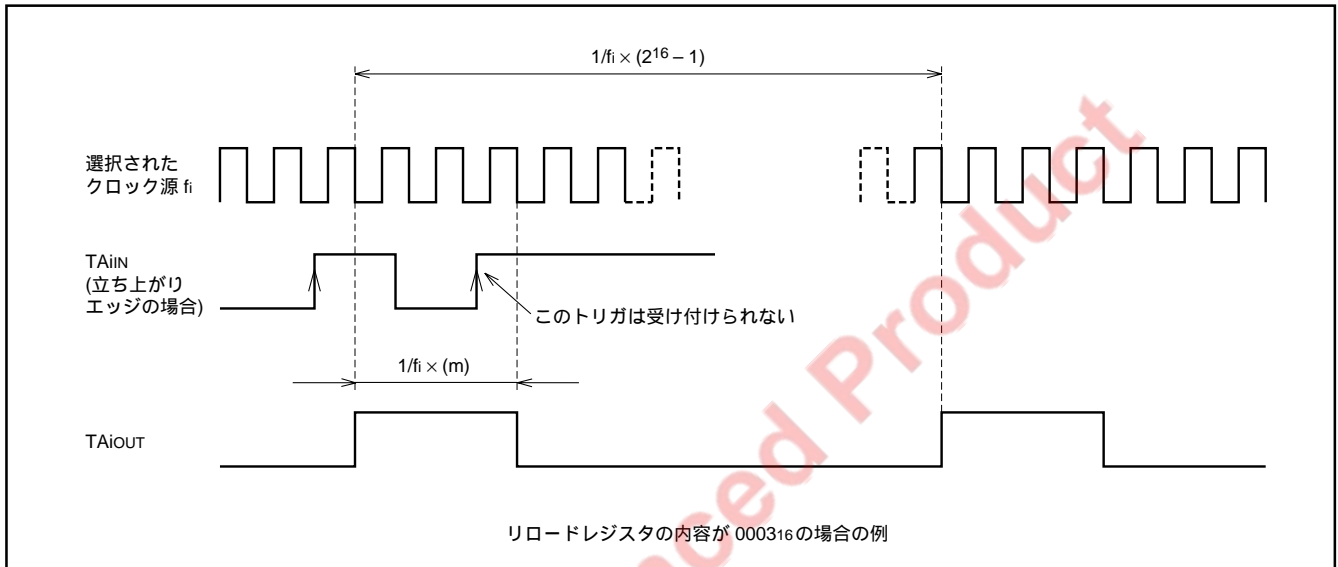 1/fi × (2¹⁶ – 1)
選択された
クロック源 fi
TAiIN
(立ち上がり
エッジの場合)
このトリガは受け付けられない
1/fi × (m)
TAiOUT
リロードレジスタの内容が 0003₁₆の場合の例
nced Product